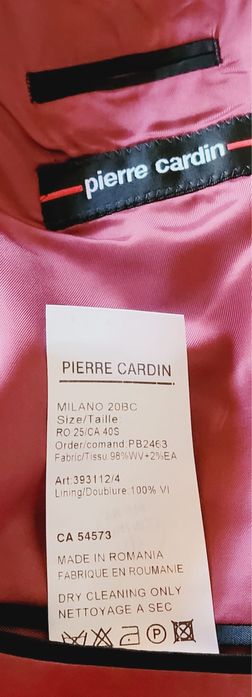 pierre cardin
PIERRE CARDIN
MILANO 20BC
Size/Taille
RO 25/CA 40S
Order/comand:PB2463
Fabric/Tissu:98%WV+2%EA
Art:393112/4
Lining/Doublure:100% VI
CA 54573
MADE IN ROMANIA
FABRIQUE EN ROUMANIE
DRY CLEANING ONLY
NETTOYAGE A SEC
P